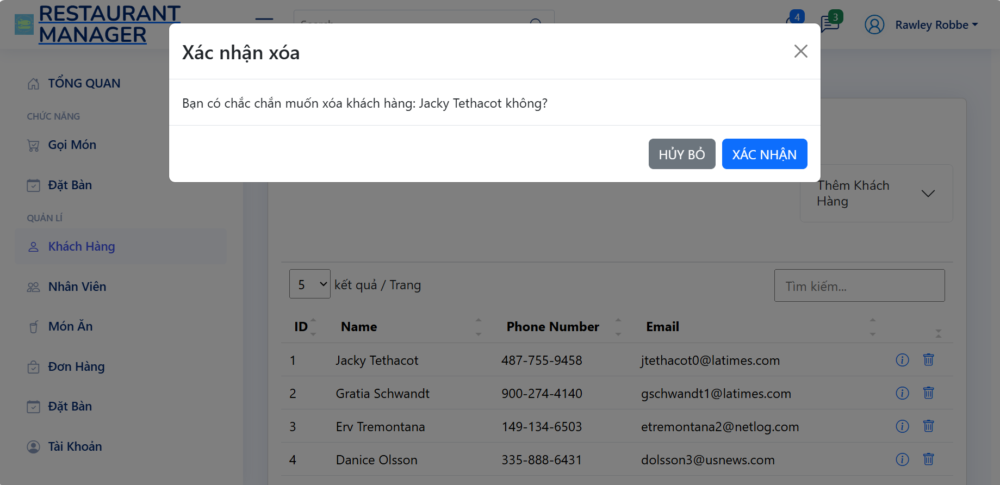 RESTAURANT
MANAGER
Search
4
3
Rawley Robbe
Xác nhận xóa
Bạn có chắc chắn muốn xóa khách hàng: Jacky Tethacot không?
HỦY BỎ
XÁC NHẬN
TỔNG QUAN
CHỨC NĂNG
Gọi Món
Đặt Bàn
QUẢN LÍ
Khách Hàng
Nhân Viên
Món Ăn
Đơn Hàng
Đặt Bàn
Tài Khoản
Thêm Khách
Hàng
5 kết quả / Trang
Tìm kiếm...
ID Name Phone Number Email
1 Jacky Tethacot 487-755-9458 jtethacot0@latimes.com
2 Gratia Schwandt 900-274-4140 gschwandt1@latimes.com
3 Erv Tremontana 149-134-6503 etremontana2@netlog.com
4 Danice Olsson 335-888-6431 dolsson3@usnews.com